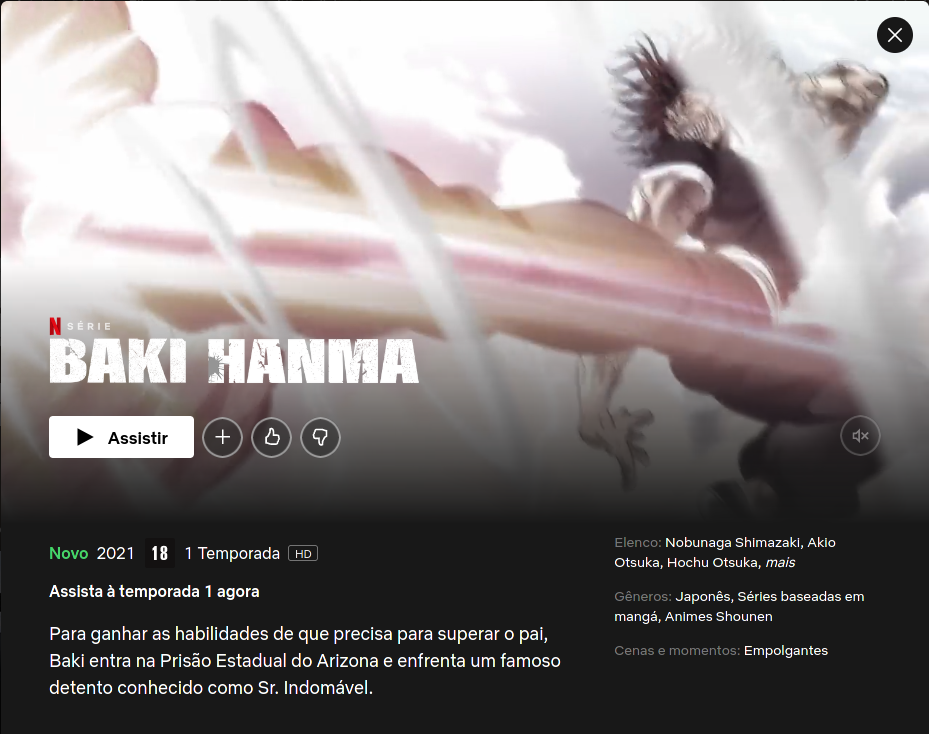 N SÉRIE
BAKI HANMA
Assistir
Novo 2021 18 1 Temporada HD
Assista à temporada 1 agora
Para ganhar as habilidades de que precisa para superar o pai,
Baki entra na Prisão Estadual do Arizona e enfrenta um famoso
detento conhecido como Sr. Indomável.
Elenco: Nobunaga Shimazaki, Akio
Otsuka, Hochu Otsuka, mais
Gêneros: Japonês, Séries baseadas em
mangá, Animes Shounen
Cenas e momentos: Empolgantes